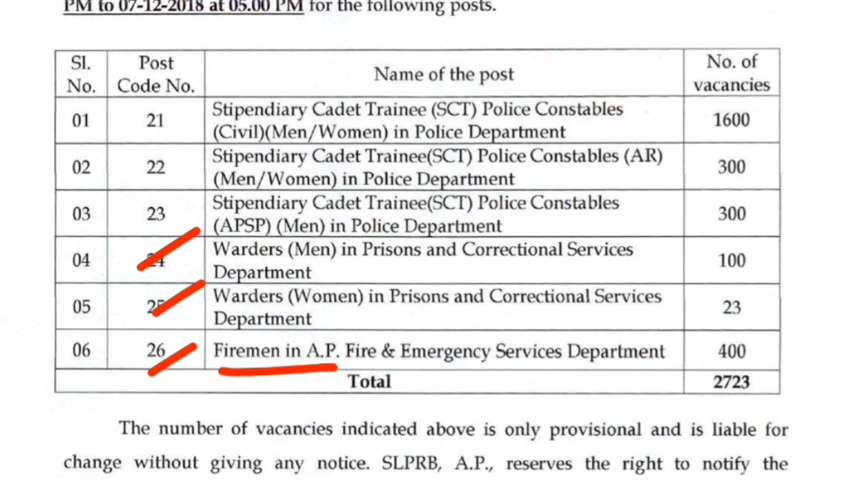 PM to 07-12-2018 at 05.00 PM for the following posts.
Sl. No. Post Code No. Name of the post No. of vacancies
01 21 Stipendiary Cadet Trainee (SCT) Police Constables
(Civil)(Men/Women) in Police Department 1600
02 22 Stipendiary Cadet Trainee(SCT) Police Constables (AR)
(Men/Women) in Police Department 300
03 23 Stipendiary Cadet Trainee(SCT) Police Constables
(APSP) (Men) in Police Department 300
04 24 Warders (Men) in Prisons and Correctional Services
Department 100
05 25 Warders (Women) in Prisons and Correctional Services
Department 23
06 26 Firemen in A.P. Fire & Emergency Services Department 400
Total 2723
The number of vacancies indicated above is only provisional and is liable for
change without giving any notice. SLPRB, A.P., reserves the right to notify the